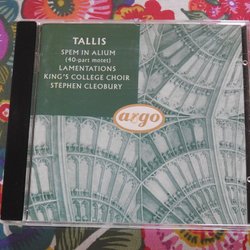 TALLIS
SPEM IN ALIUM
(40-part motet)
LAMENTATIONS
KING'S COLLEGE CHOIR
STEPHEN CLEOBURY
argo